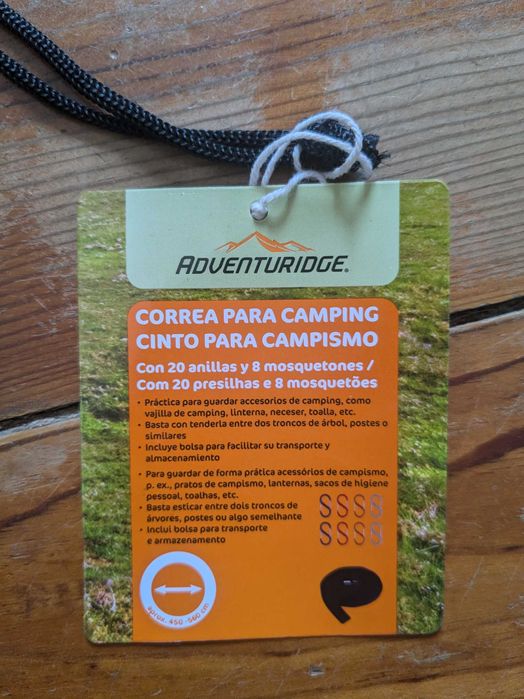 ADVENTURIDGE®
CORREA PARA CAMPING
CINTO PARA CAMPISMO
Con 20 anillas y 8 mosquetones /
Com 20 presilhas e 8 mosquetões
• Práctica para guardar accesorios de camping, como
vajilla de camping, linterna, neceser, toalla, etc.
• Basta con tenderla entre dos troncos de árbol, postes o
similares
• Incluye bolsa para facilitar su transporte y
almacenamiento
• Para guardar de forma prática acessórios de campismo,
p. ex., pratos de campismo, lanternas, sacos de higiene
pessoal, toalhas, etc.
• Basta esticar entre dois troncos de
árvores, postes ou algo semelhante
• Inclui bolsa para transporte
e armazenamento
aprox. 450 -560 cm